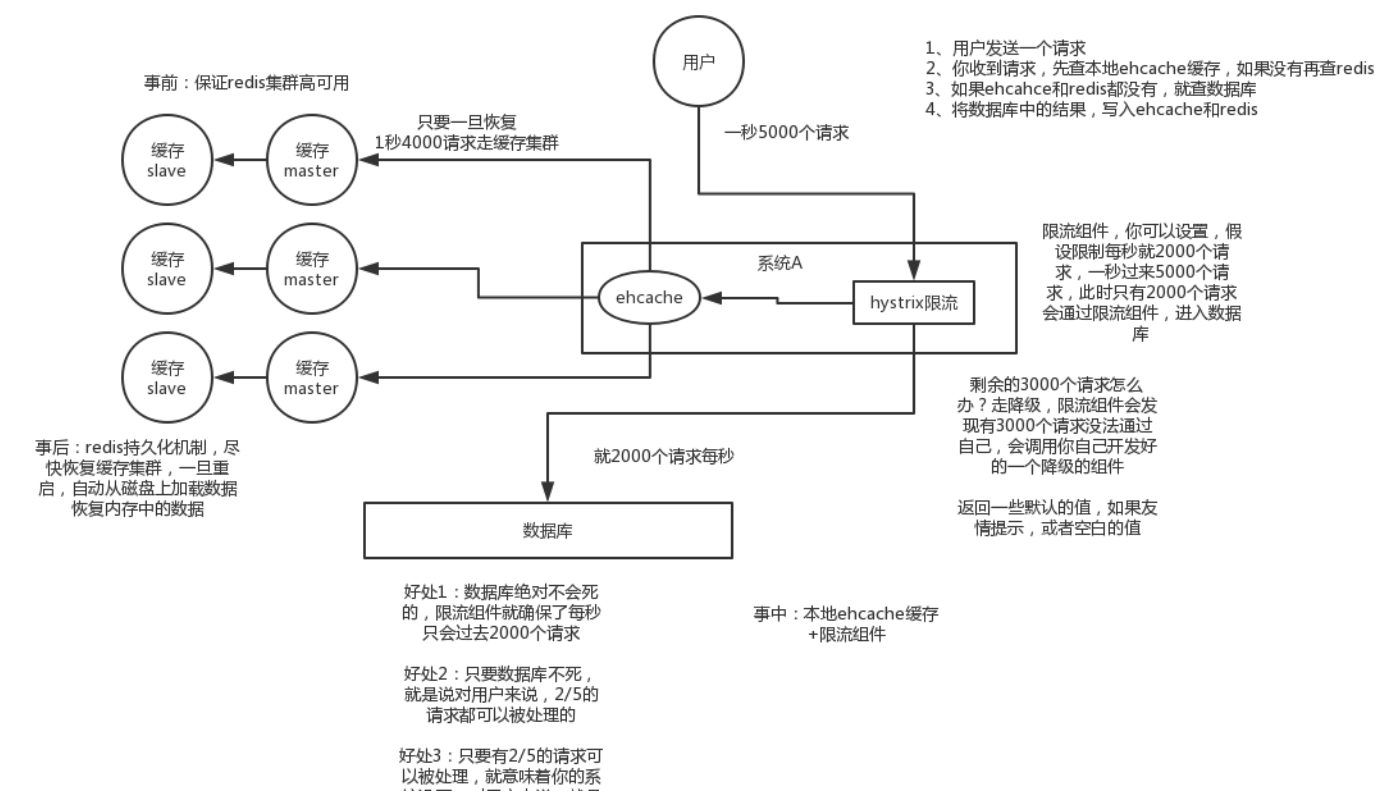 用户
1、用户发送一个请求
2、你收到请求，先查本地ehcache缓存，如果没有再查redis
3、如果ehcahce和redis都没有，就查数据库
4、将数据库中的结果，写入ehcache和redis
事前：保证redis集群高可用
只要一旦恢复
1秒4000请求走缓存集群
一秒5000个请求
缓存
slave
缓存
master
缓存
slave
缓存
master
缓存
slave
缓存
master
系统A
ehcache
hystrix限流
限流组件，你可以设置，假
设限制每秒就2000个请
求，一秒过来5000个请
求，此时只有2000个请求
会通过限流组件，进入数据
库
剩余的3000个请求怎么
办？走降级，限流组件会发
现有3000个请求没法通过
自己，会调用你自己开发好
的一个降级的组件
返回一些默认的值，如果友
情提示，或者空白的值
事后：redis持久化机制，尽
快恢复缓存集群，一旦重
启，自动从磁盘上加载数据
恢复内存中的数据
就2000个请求每秒
数据库
好处1：数据库绝对不会死
的，限流组件就确保了每秒
只会过去2000个请求
好处2：只要数据库不死，
就是说对用户来说，2/5的
请求都可以被处理的
好处3：只要有2/5的请求可
以被处理，就意味着你的系
事中：本地ehcache缓存
+限流组件